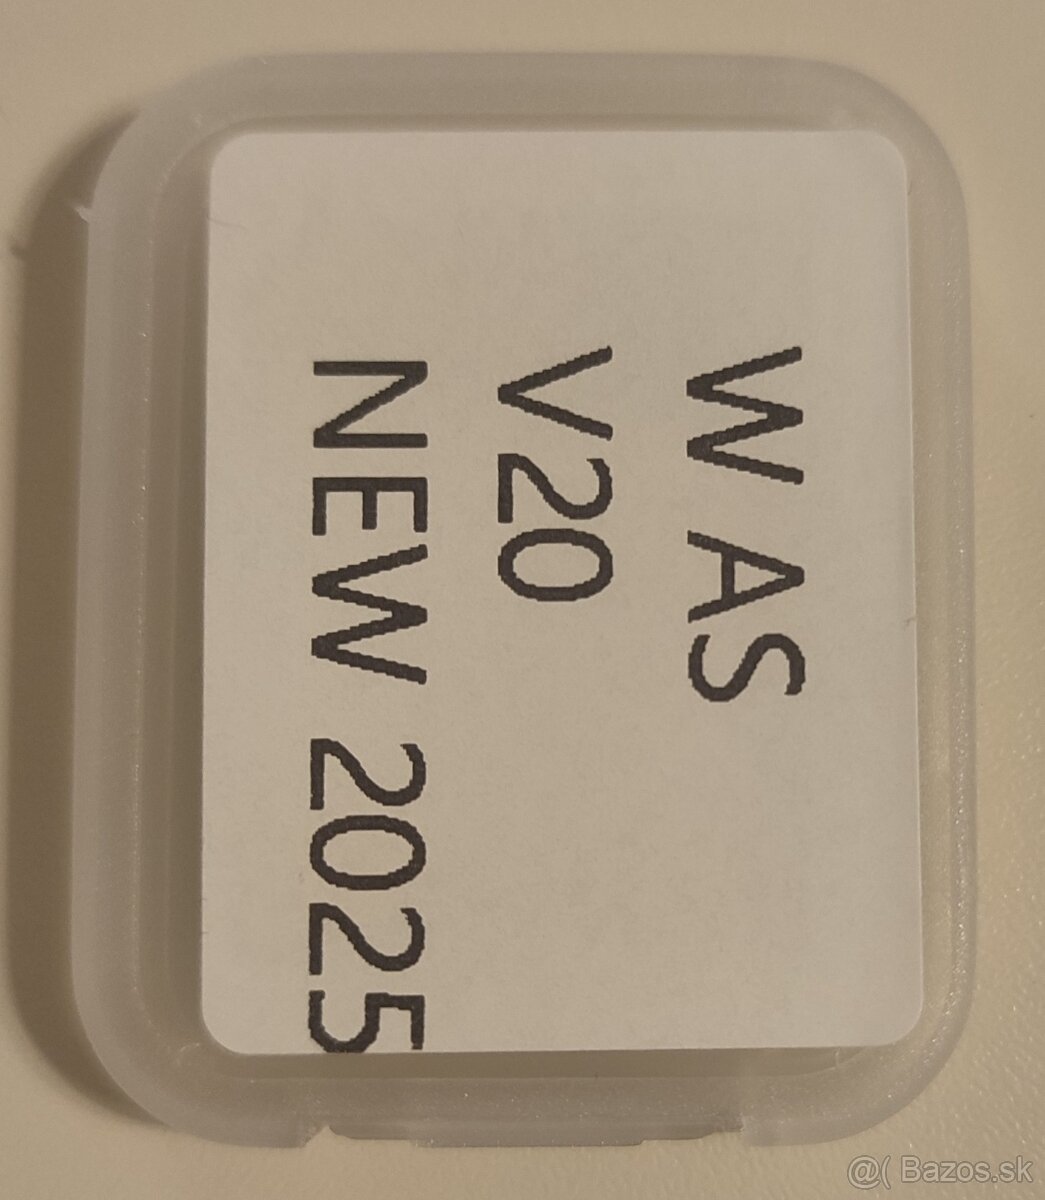 W AS
V20
NEW 2025
@( Bazos.sk